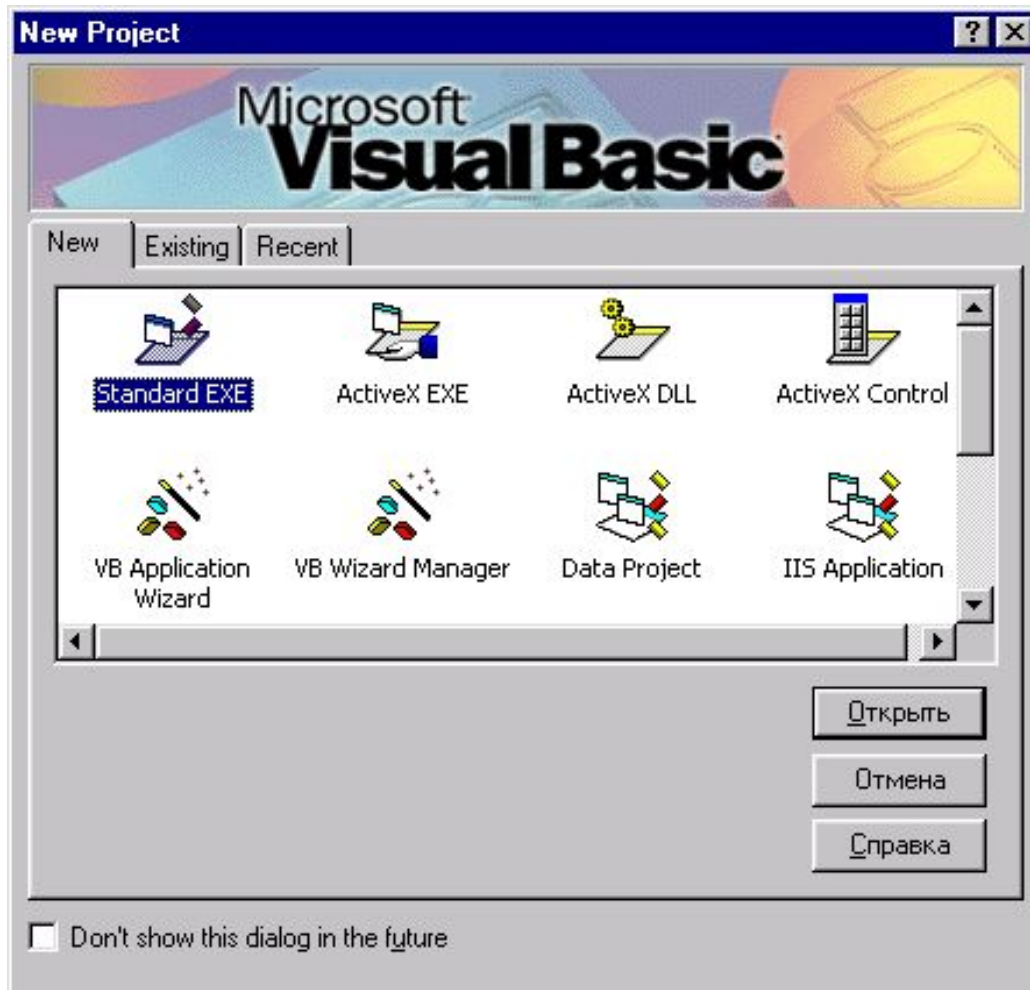 New Project
Microsoft
Visual Basic
New Existing Recent
Standard EXE ActiveX EXE ActiveX DLL ActiveX Control
VB Application Wizard VB Wizard Manager Data Project IIS Application
Открыть
Отмена
Справка
Don't show this dialog in the future